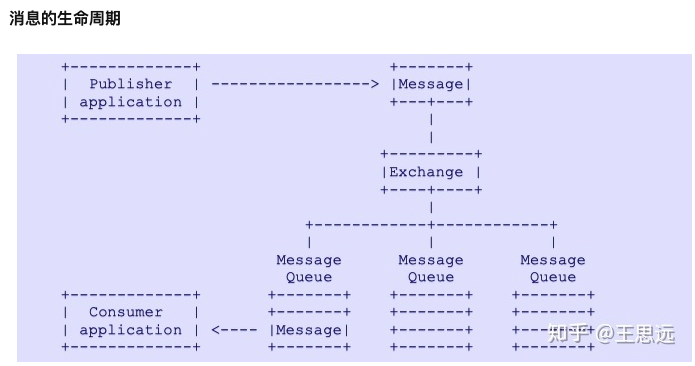 消息的生命周期
Publisher
application
Message
Exchange
Message Queue
Message Queue
Message Queue
Consumer
application
Message
知乎 @王思远